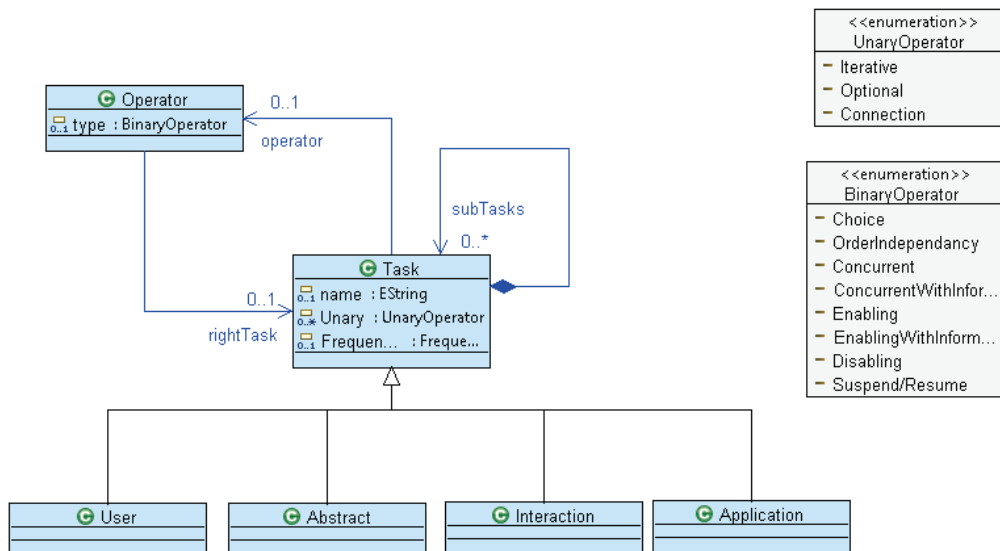 <<enumeration>>
UnaryOperator
Iterative
Optional
Connection
C Operator
0..1 type : BinaryOperator
0..1
operator
subTasks
0..*
<<enumeration>>
BinaryOperator
Choice
OrderIndependancy
Concurrent
ConcurrentWithInfor...
Enabling
EnablingWithInform...
Disabling
Suspend/Resume
C Task
0..1 name : EString
0..* Unary : UnaryOperator
0..1 Frequen... : Freque...
0..1
rightTask
C User
C Abstract
C Interaction
C Application